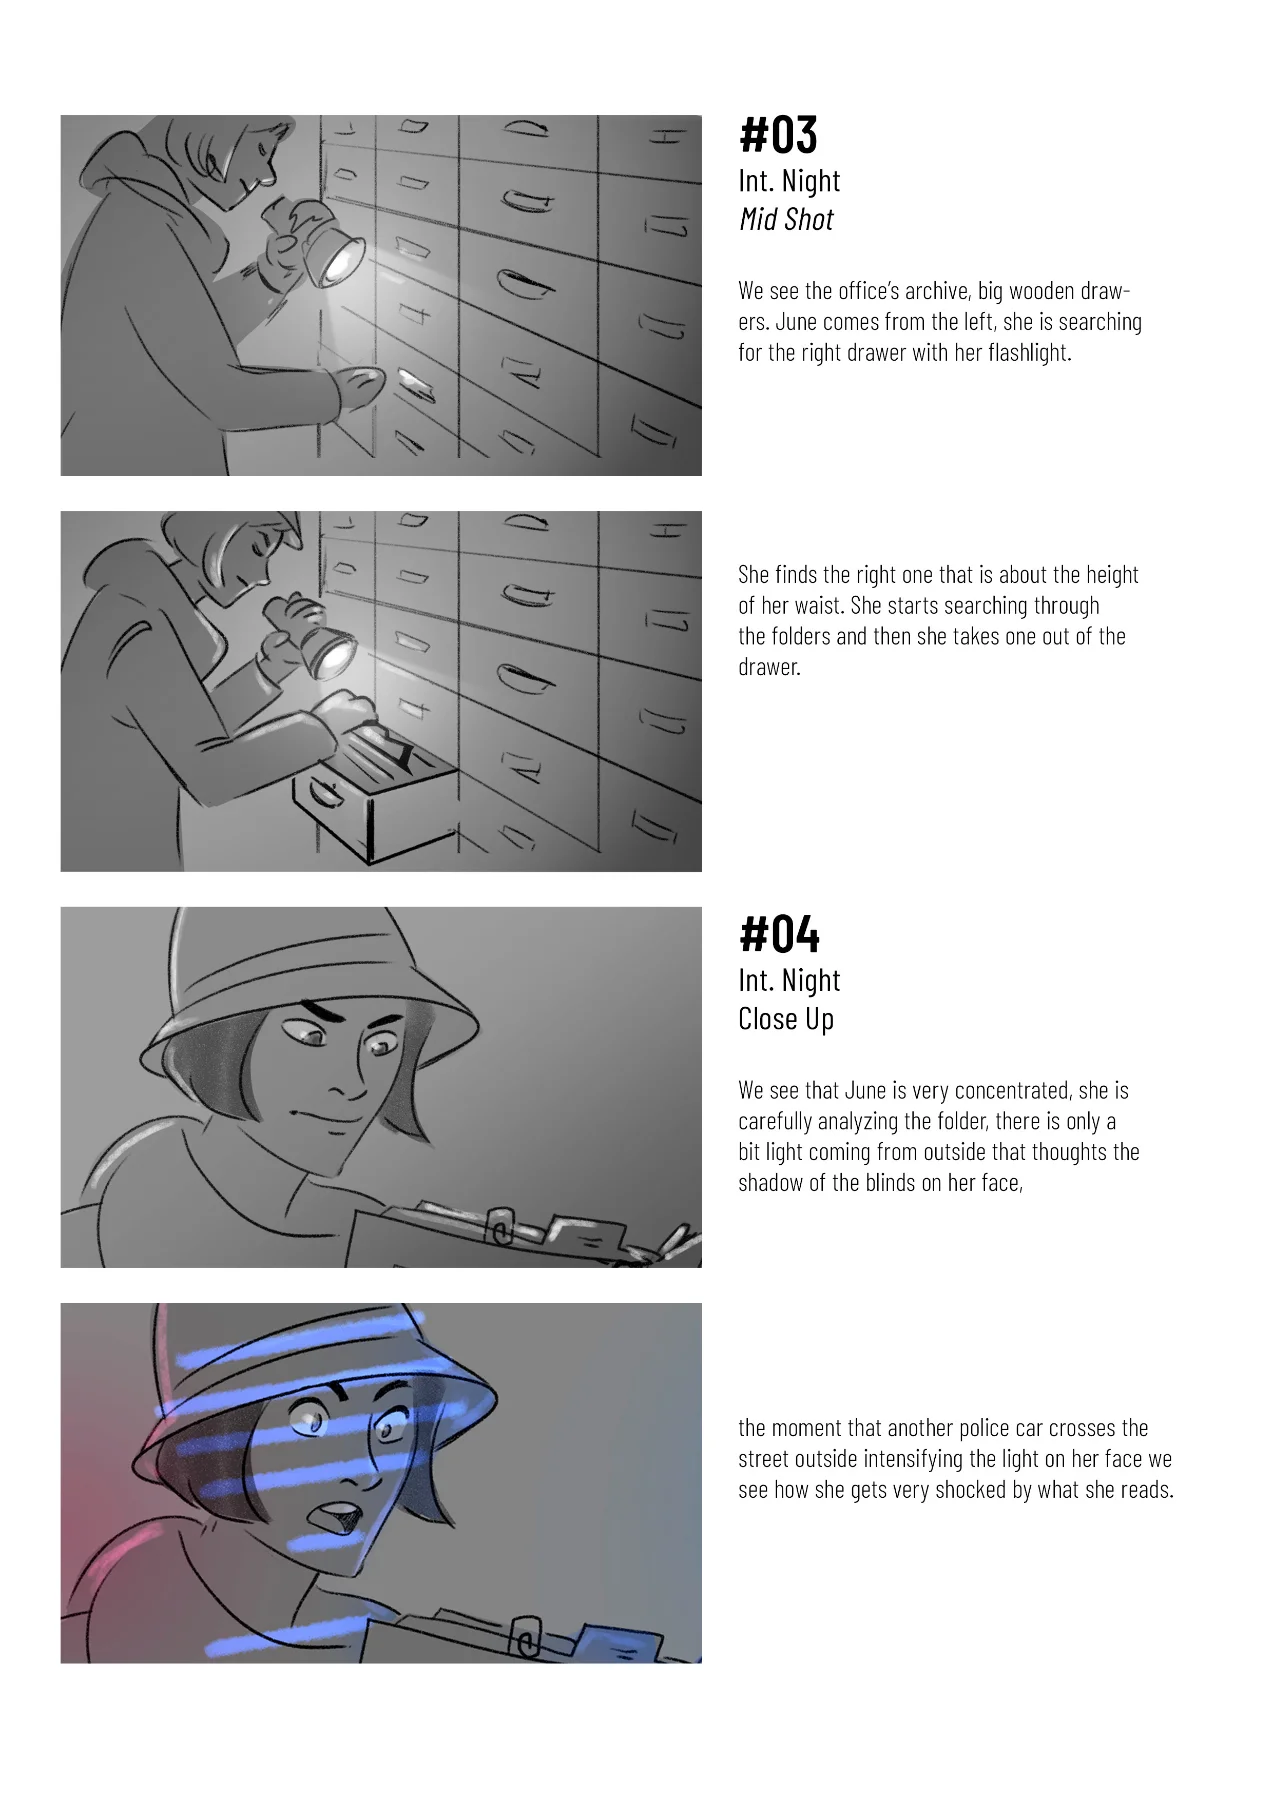 #03
Int. Night
Mid Shot
We see the office's archive, big wooden draw-
ers. June comes from the left, she is searching
for the right drawer with her flashlight.
She finds the right one that is about the height
of her waist. She starts searching through
the folders and then she takes one out of the
drawer.
#04
Int. Night
Close Up
We see that June is very concentrated, she is
carefully analyzing the folder, there is only a
bit light coming from outside that thoughts the
shadow of the blinds on her face,
the moment that another police car crosses the
street outside intensifying the light on her face we
see how she gets very shocked by what she reads.